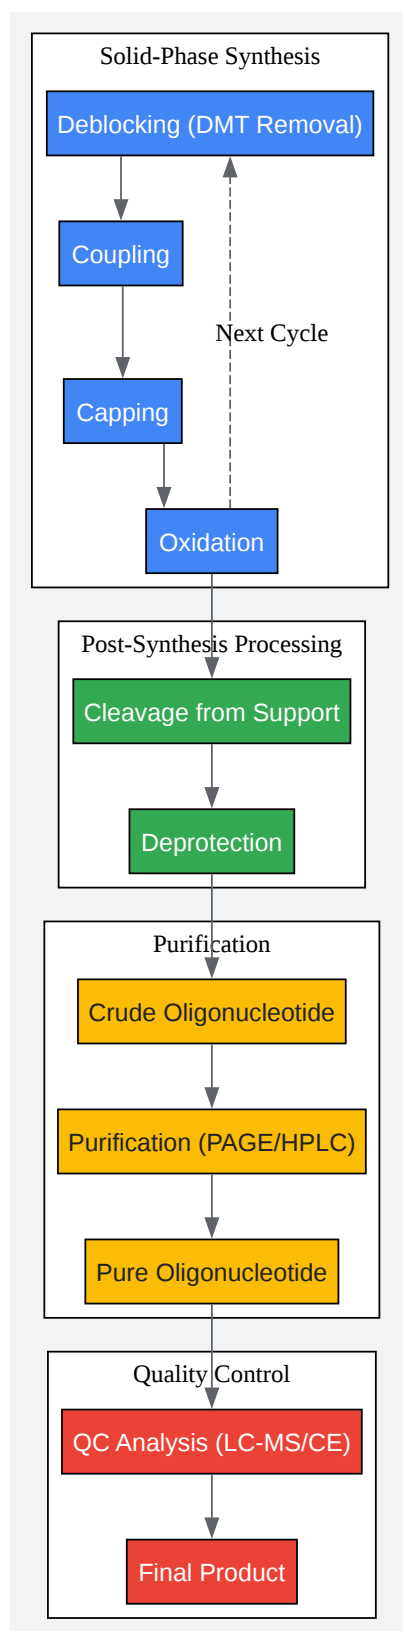 Solid-Phase Synthesis
Deblocking (DMT Removal)
Coupling
Next Cycle
Capping
Oxidation
Post-Synthesis Processing
Cleavage from Support
Deprotection
Purification
Crude Oligonucleotide
Purification (PAGE/HPLC)
Pure Oligonucleotide
Quality Control
QC Analysis (LC-MS/CE)
Final Product